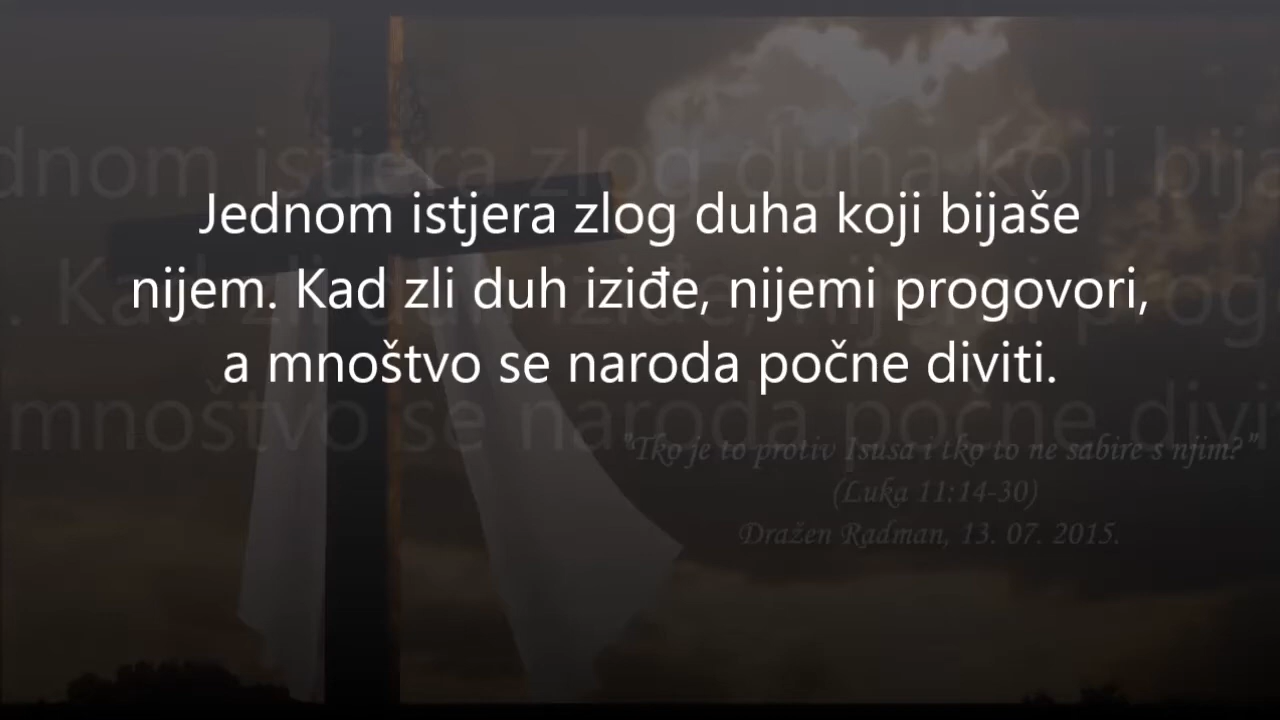 Jednom istjera zlog duha koji bijaše
nijem. Kad zli duh iziđe, nijemi progovori,
a mnoštvo se naroda počne diviti.
"Tko je to protiv Isusa i tko to ne sabire s njim?"
(Luka 11:14-30)
Dražen Radman, 13. 07. 2015.